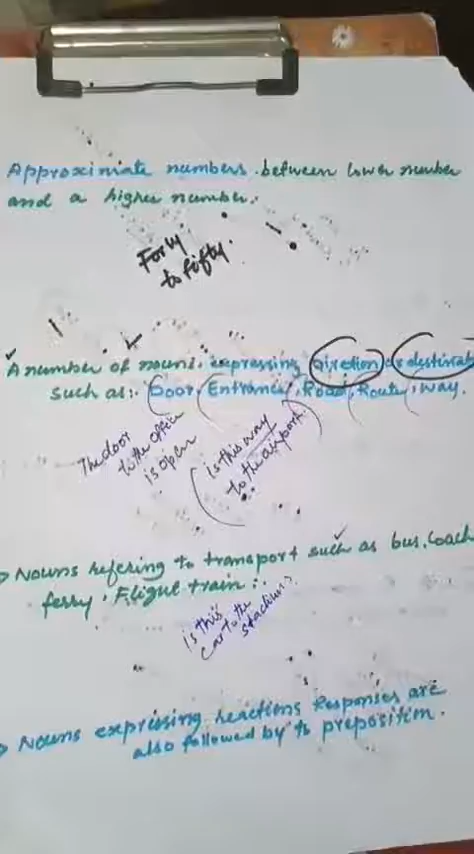 Approximate numbers between lower number
and a higher number.
Forty
to fifty.
A number of nouns expressing direction or destinat
such as: Door, Entrance, Road, Route, way.
The door
to the office
is open
is this way
to the airport.
Nouns refering to transport such as bus, Coach
ferry, Fligut train:
is this
car to the
stadium?
Nouns expressing reactions Responses are
also followed by to preposition.